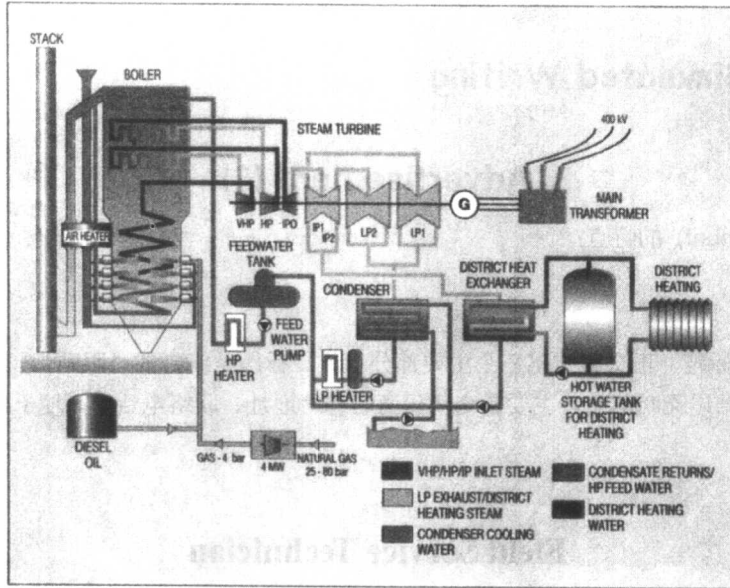 STACK
BOILER
STEAM TURBINE
400 kV
G
MAIN
TRANSFORMER
VHP HP IPO
IP1
IP2
LP2
LP1
AIR HEATER
FEEDWATER
TANK
CONDENSER
DISTRICT HEAT
EXCHANGER
DISTRICT
HEATING
HP
HEATER
FEED
WATER
PUMP
LP HEATER
HOT WATER
STORAGE TANK
FOR DISTRICT
HEATING
DIESEL
OIL
GAS - 4 bar
4 MW
NATURAL GAS
25 - 80 bar
VHP/HP/IP INLET STEAM
LP EXHAUST/DISTRICT
HEATING STEAM
CONDENSER COOLING
WATER
CONDENSATE RETURNS/
HP FEED WATER
DISTRICT HEATING
WATER